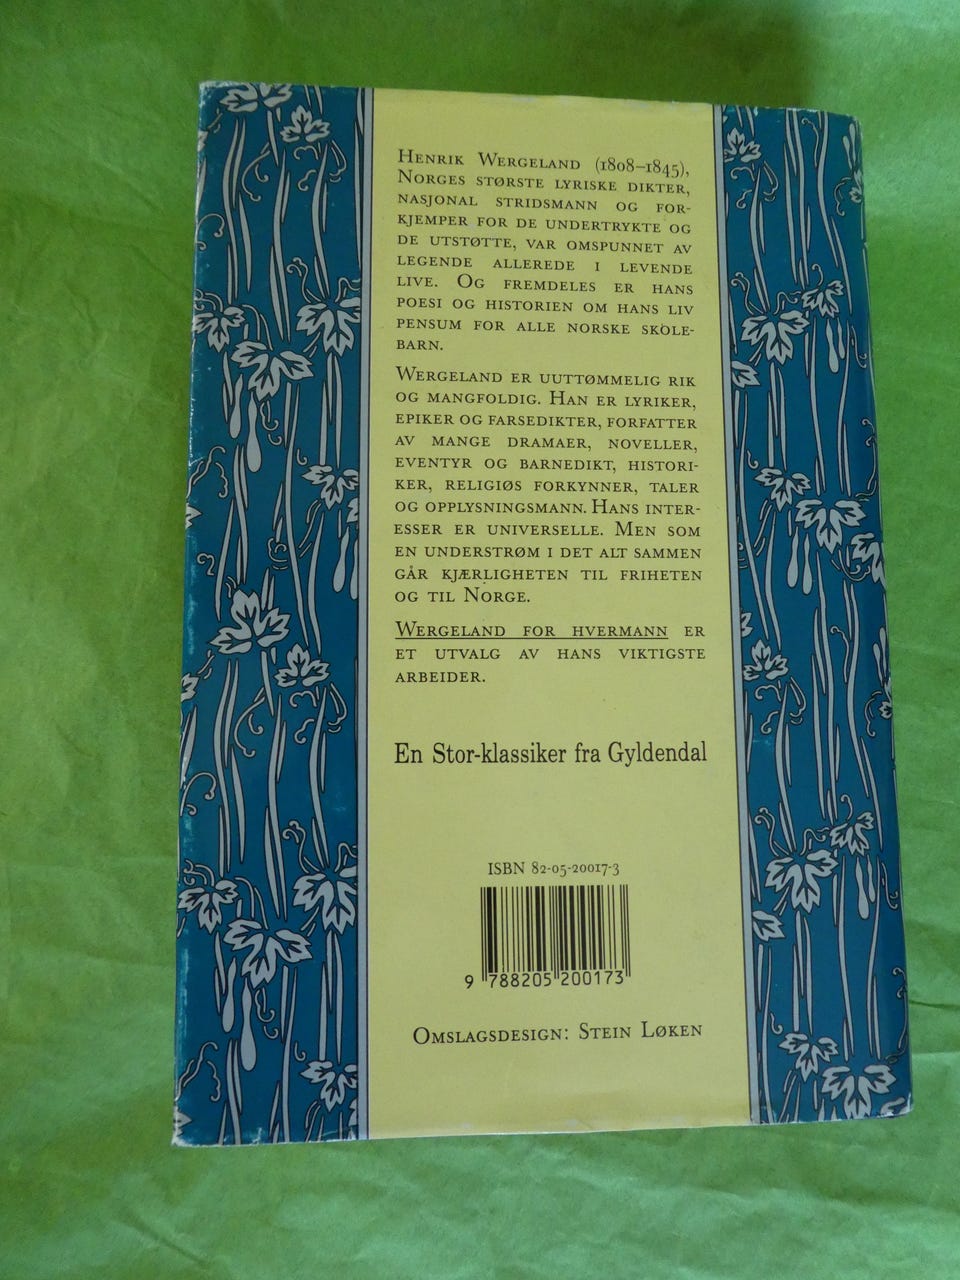 Henrik Wergeland (1808–1845),
Norges største lyriske dikter,
nasjonal stridsmann og for-
kjemper for de undertrykte og
de utstøtte, var omspunnet av
legende allerede i levende
live. Og fremdeles er hans
poesi og historien om hans liv
pensum for alle norske skole-
barn.
Wergeland er uuttømmelig rik
og mangfoldig. Han er lyriker,
epiker og farsedikter, forfatter
av mange dramaer, noveller,
eventyr og barnedikt, histori-
ker, religiøs forkynner, taler
og opplysningsmann. Hans inter-
esser er universelle. Men som
en understrøm i det alt sammen
går kjærligheten til friheten
og til Norge.
Wergeland for hvermann er
et utvalg av hans viktigste
arbeider.
En Stor-klassiker fra Gyldendal
ISBN 82-05-20017-3
9 788205 200173
Omslagsdesign: Stein Løken